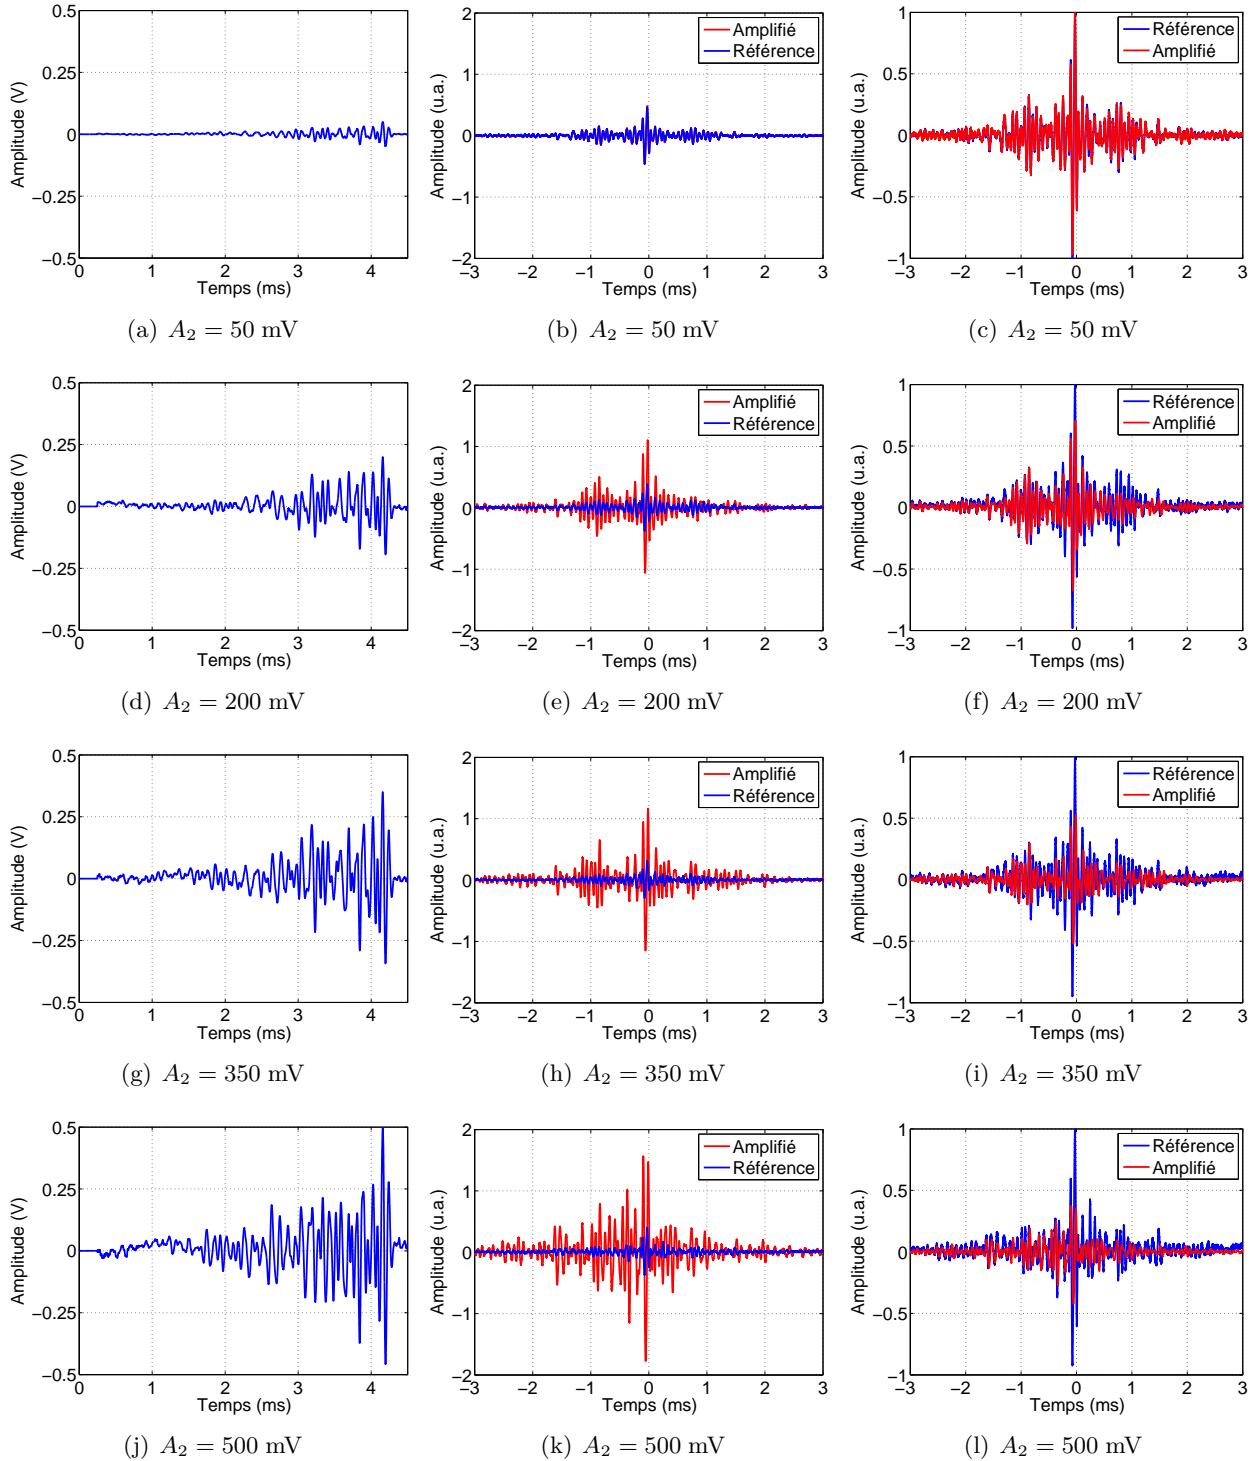 0.5
0.25
0
−0.25
−0.5
Amplitude (V)
0 1 2 3 4
Temps (ms)
(a) A₂ = 50 mV
2
1
0
−1
−2
Amplitude (u.a.)
Amplifié
Référence
−3 −2 −1 0 1 2 3
Temps (ms)
(b) A₂ = 50 mV
1
0.5
0
−0.5
−1
Amplitude (u.a.)
Référence
Amplifié
−3 −2 −1 0 1 2 3
Temps (ms)
(c) A₂ = 50 mV
0.5
0.25
0
−0.25
−0.5
Amplitude (V)
0 1 2 3 4
Temps (ms)
(d) A₂ = 200 mV
2
1
0
−1
−2
Amplitude (u.a.)
Amplifié
Référence
−3 −2 −1 0 1 2 3
Temps (ms)
(e) A₂ = 200 mV
1
0.5
0
−0.5
−1
Amplitude (u.a.)
Référence
Amplifié
−3 −2 −1 0 1 2 3
Temps (ms)
(f) A₂ = 200 mV
0.5
0.25
0
−0.25
−0.5
Amplitude (V)
0 1 2 3 4
Temps (ms)
(g) A₂ = 350 mV
2
1
0
−1
−2
Amplitude (u.a.)
Amplifié
Référence
−3 −2 −1 0 1 2 3
Temps (ms)
(h) A₂ = 350 mV
1
0.5
0
−0.5
−1
Amplitude (u.a.)
Référence
Amplifié
−3 −2 −1 0 1 2 3
Temps (ms)
(i) A₂ = 350 mV
0.5
0.25
0
−0.25
−0.5
Amplitude (V)
0 1 2 3 4
Temps (ms)
(j) A₂ = 500 mV
2
1
0
−1
−2
Amplitude (u.a.)
Amplifié
Référence
−3 −2 −1 0 1 2 3
Temps (ms)
(k) A₂ = 500 mV
1
0.5
0
−0.5
−1
Amplitude (u.a.)
Référence
Amplifié
−3 −2 −1 0 1 2 3
Temps (ms)
(l) A₂ = 500 mV